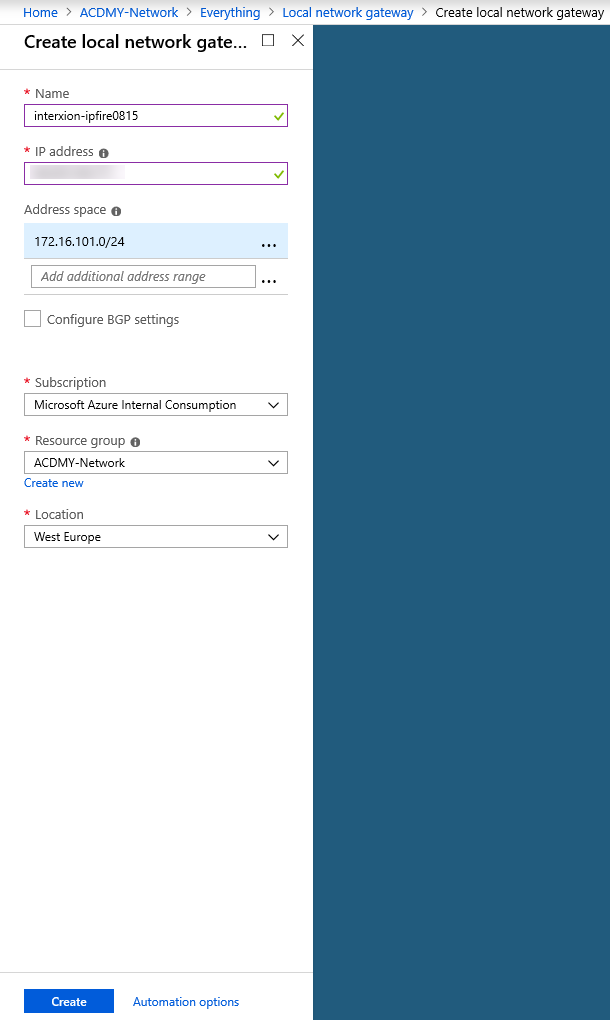 Home > ACDMY-Network > Everything > Local network gateway > Create local network gateway
Create local network gate...
* Name
interxion-ipfire0815
* IP address
Address space
172.16.101.0/24
...
Add additional address range
...
Configure BGP settings
* Subscription
Microsoft Azure Internal Consumption
* Resource group
ACDMY-Network
Create new
* Location
West Europe
Create
Automation options